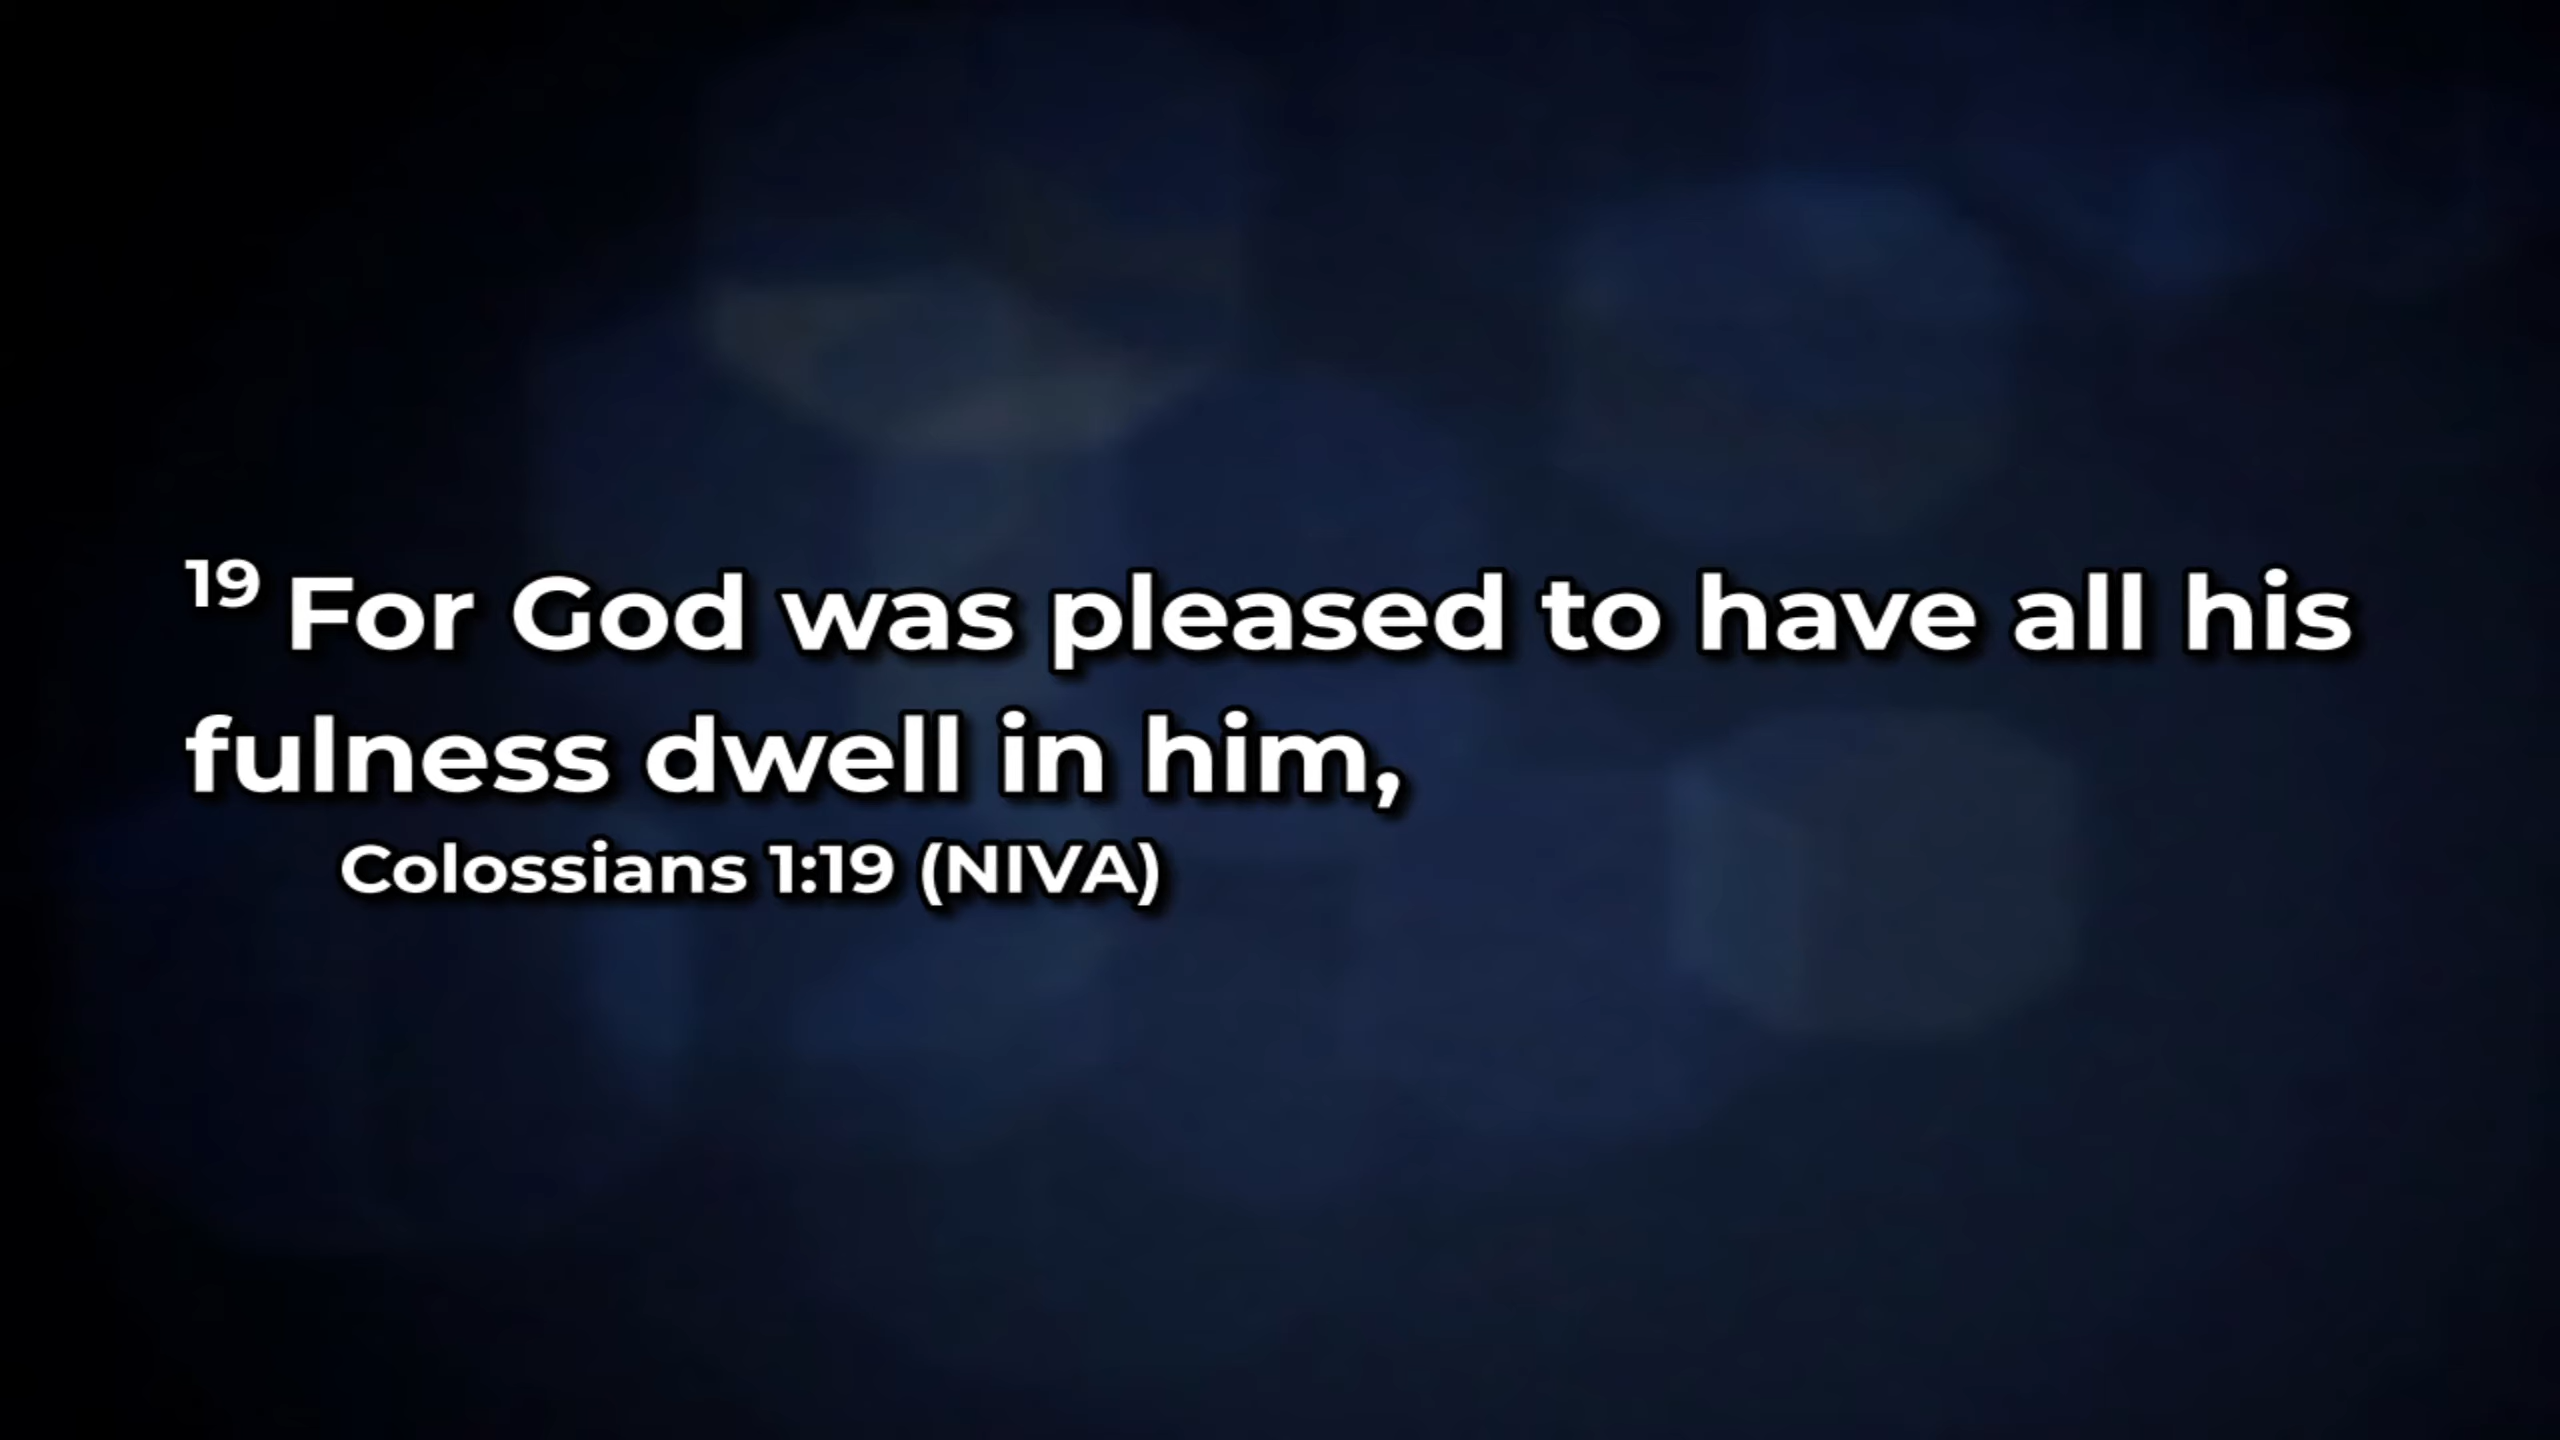 19 For God was pleased to have all his
fulness dwell in him,
Colossians 1:19 (NIVA)